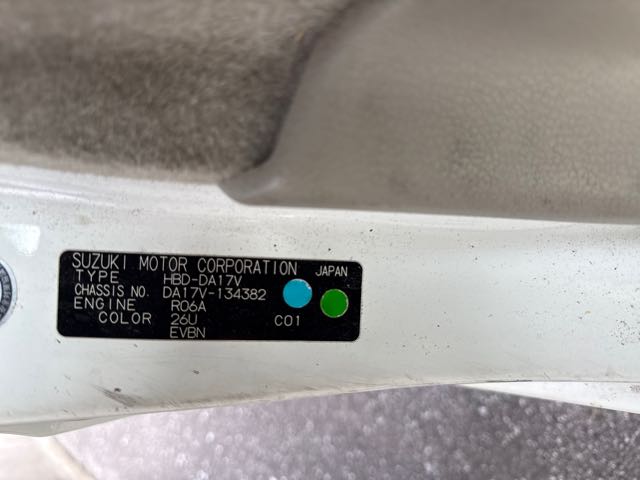 SUZUKI MOTOR CORPORATION JAPAN
TYPE HBD-DA17V
CHASSIS NO. DA17V-134382
ENGINE R06A
COLOR 26U C01
EVBN